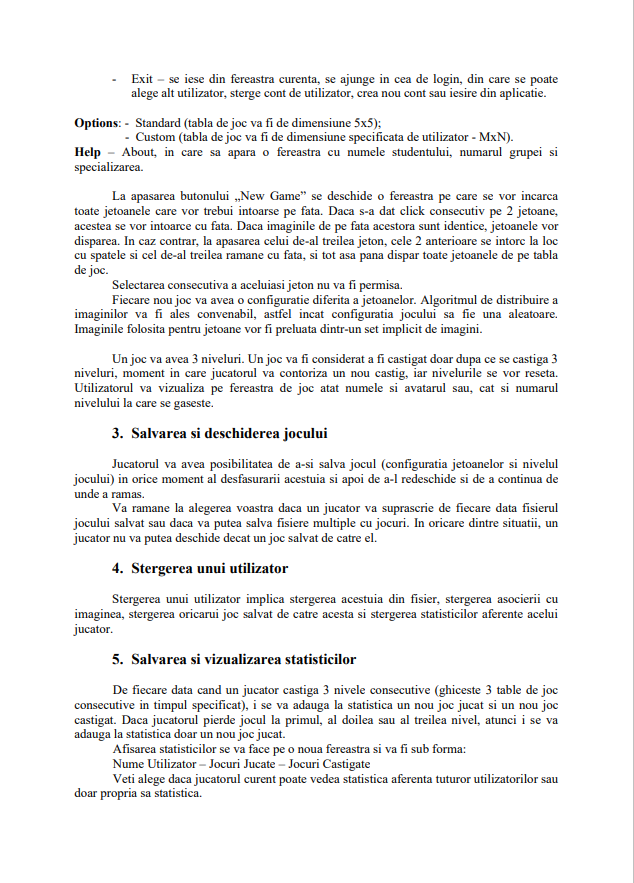 - Exit – se iese din fereastra curenta, se ajunge in cea de login, din care se poate
alege alt utilizator, sterge cont de utilizator, crea nou cont sau iesire din aplicatie.
Options: - Standard (tabla de joc va fi de dimensiune 5x5);
- Custom (tabla de joc va fi de dimensiune specificata de utilizator - MxN).
Help – About, in care sa apara o fereastra cu numele studentului, numarul grupei si
specializarea.
La apasarea butonului „New Game” se deschide o fereastra pe care se vor incarca
toate jetoanele care vor trebui intoarse pe fata. Daca s-a dat click consecutiv pe 2 jetoane,
acestea se vor intoarce cu fata. Daca imaginile de pe fata acestora sunt identice, jetoanele vor
disparea. In caz contrar, la apasarea celui de-al treilea jeton, cele 2 anterioare se intorc la loc
cu spatele si cel de-al treilea ramane cu fata, si tot asa pana dispar toate jetoanele de pe tabla
de joc.
Selectarea consecutiva a aceluiasi jeton nu va fi permisa.
Fiecare nou joc va avea o configuratie diferita a jetoanelor. Algoritmul de distribuire a
imaginilor va fi ales convenabil, astfel incat configuratia jocului sa fie una aleatoare.
Imaginile folosita pentru jetoane vor fi preluata dintr-un set implicit de imagini.
Un joc va avea 3 niveluri. Un joc va fi considerat a fi castigat doar dupa ce se castiga 3
niveluri, moment in care jucatorul va contoriza un nou castig, iar nivelurile se vor reseta.
Utilizatorul va vizualiza pe fereastra de joc atat numele si avatarul sau, cat si numarul
nivelului la care se gaseste.
3. Salvarea si deschiderea jocului
Jucatorul va avea posibilitatea de a-si salva jocul (configuratia jetoanelor si nivelul
jocului) in orice moment al desfasurarii acestuia si apoi de a-l redeschide si de a continua de
unde a ramas.
Va ramane la alegerea voastra daca un jucator va suprascrie de fiecare data fisierul
jocului salvat sau daca va putea salva fisiere multiple cu jocuri. In oricare dintre situatii, un
jucator nu va putea deschide decat un joc salvat de catre el.
4. Stergerea unui utilizator
Stergerea unui utilizator implica stergerea acestuia din fisier, stergerea asocierii cu
imaginea, stergerea oricarui joc salvat de catre acesta si stergerea statisticilor aferente acelui
jucator.
5. Salvarea si vizualizarea statisticilor
De fiecare data cand un jucator castiga 3 nivele consecutive (ghiceste 3 table de joc
consecutive in timpul specificat), i se va adauga la statistica un nou joc jucat si un nou joc
castigat. Daca jucatorul pierde jocul la primul, al doilea sau al treilea nivel, atunci i se va
adauga la statistica doar un nou joc jucat.
Afisarea statisticilor se va face pe o noua fereastra si va fi sub forma:
Nume Utilizator – Jocuri Jucate – Jocuri Castigate
Veti alege daca jucatorul curent poate vedea statistica aferenta tuturor utilizatorilor sau
doar propria sa statistica.